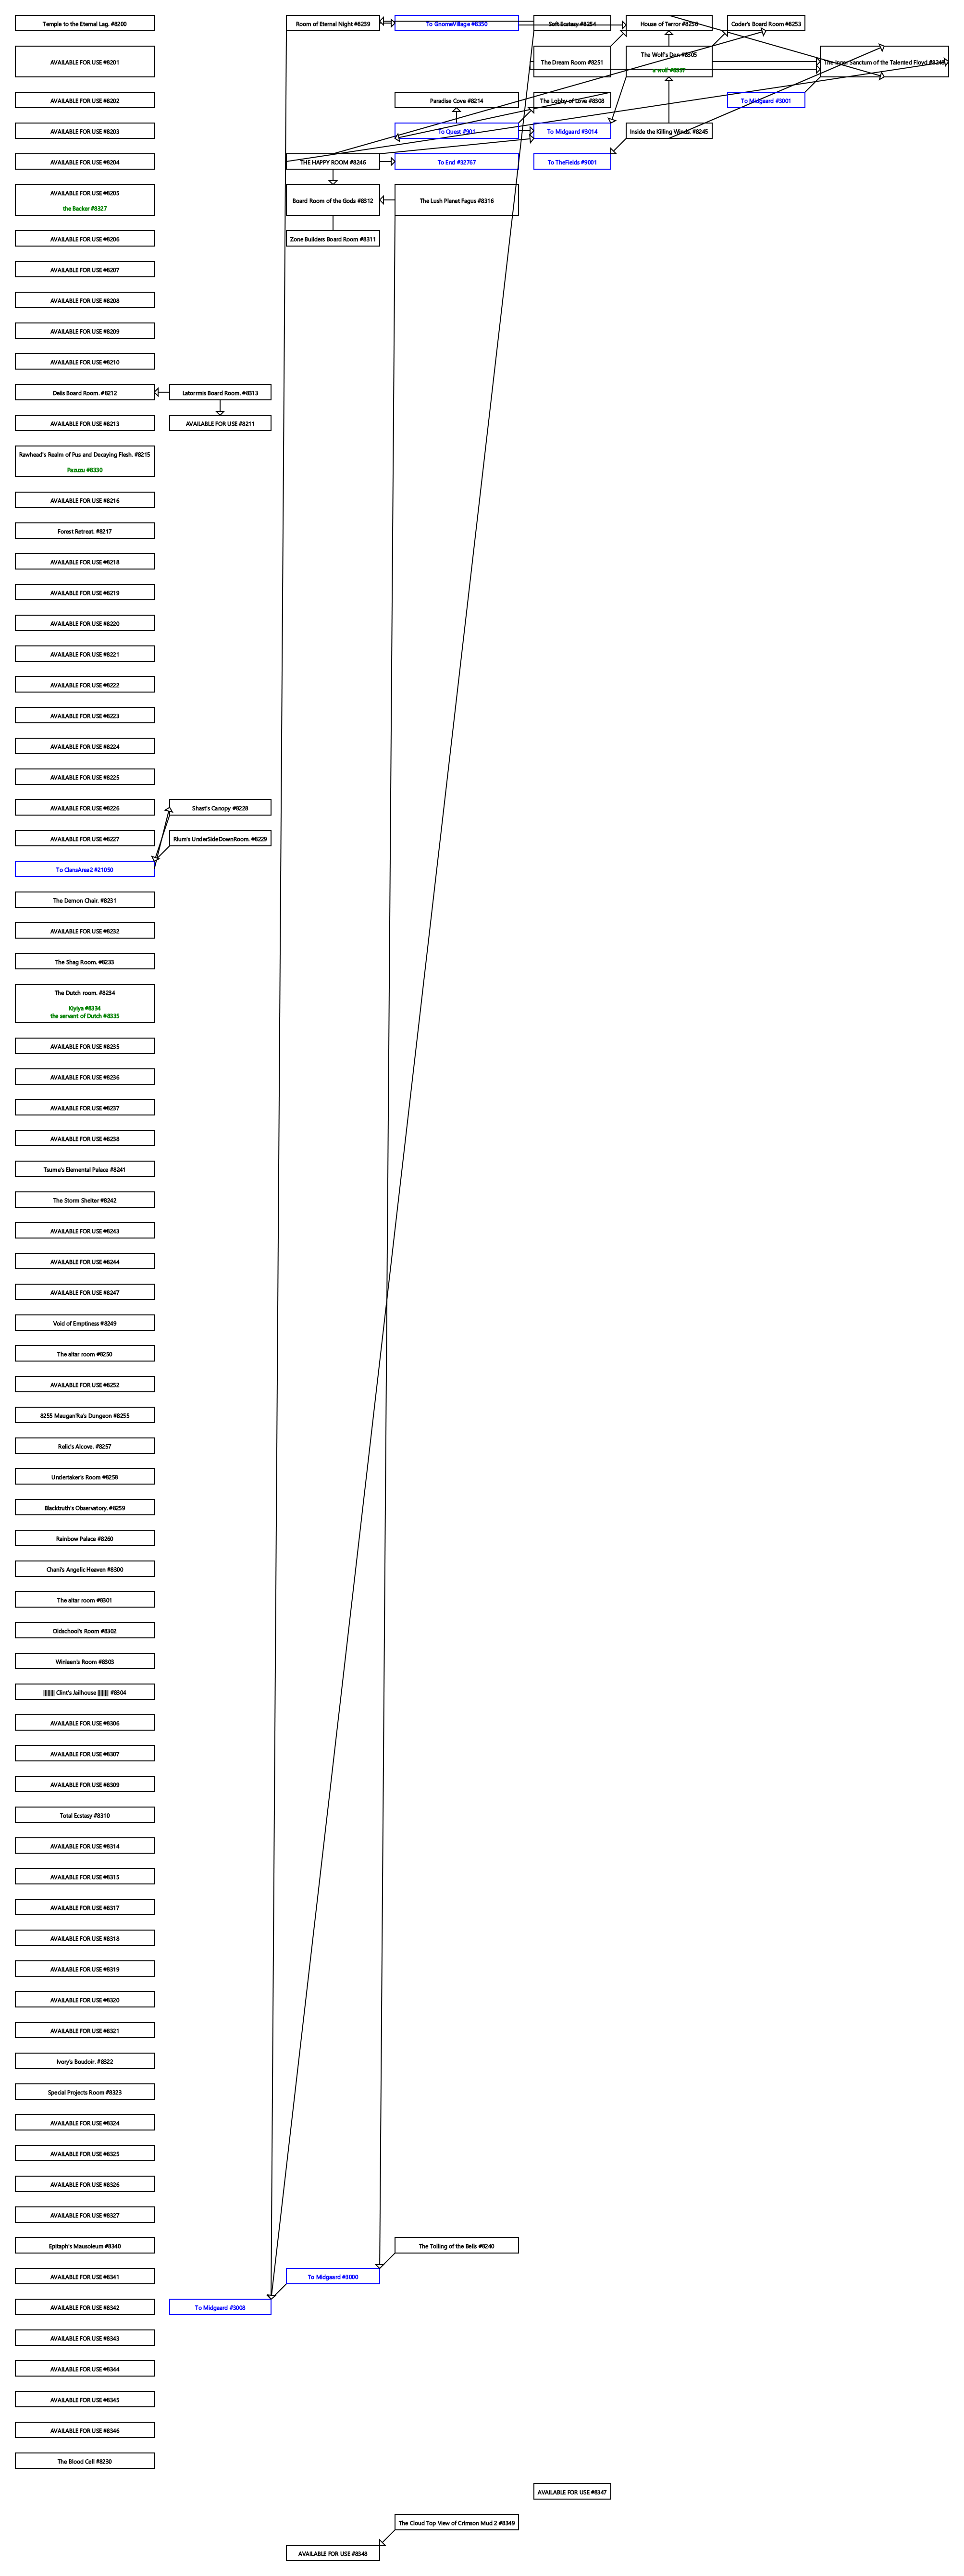 Temple to the Eternal Lag. #8200
Room of Eternal Night #8239
To GnomeVillage #8350
Soft Ecstasy #8254
House of Terror #8256
Coder's Board Room #8253
AVAILABLE FOR USE #8201
The Dream Room #8251
The Wolf's Den #8305
a wolf #8337
The Inner Sanctum of the Talented Floyd
AVAILABLE FOR USE #8202
Paradise Cove #8214
The Lobby of Love #8308
To Midgaard #3001
AVAILABLE FOR USE #8203
To Quest #901
To Midgaard #3014
Inside the Killing Winds. #8245
AVAILABLE FOR USE #8204
THE HAPPY ROOM #8246
To End #32767
To TheFields #9001
AVAILABLE FOR USE #8205
the Backer #8327
Board Room of the Gods #8312
The Lush Planet Fagus #8316
AVAILABLE FOR USE #8206
Zone Builders Board Room #8311
AVAILABLE FOR USE #8207
AVAILABLE FOR USE #8208
AVAILABLE FOR USE #8209
AVAILABLE FOR USE #8210
Delis Board Room. #8212
Latorrmis Board Room. #8313
AVAILABLE FOR USE #8213
AVAILABLE FOR USE #8211
Rawhead's Realm of Pus and Decaying Flesh. #8215
Pazuzu #8330
AVAILABLE FOR USE #8216
Forest Retreat. #8217
AVAILABLE FOR USE #8218
AVAILABLE FOR USE #8219
AVAILABLE FOR USE #8220
AVAILABLE FOR USE #8221
AVAILABLE FOR USE #8222
AVAILABLE FOR USE #8223
AVAILABLE FOR USE #8224
AVAILABLE FOR USE #8225
AVAILABLE FOR USE #8226
Shast's Canopy #8228
AVAILABLE FOR USE #8227
Rlum's UnderSideDownRoom. #8229
To ClansArea2 #21050
The Demon Chair. #8231
AVAILABLE FOR USE #8232
The Shag Room. #8233
The Dutch room. #8234
Kiyiya #8334
the servant of Dutch #8335
AVAILABLE FOR USE #8235
AVAILABLE FOR USE #8236
AVAILABLE FOR USE #8237
AVAILABLE FOR USE #8238
Tsume's Elemental Palace #8241
The Storm Shelter #8242
AVAILABLE FOR USE #8243
AVAILABLE FOR USE #8244
AVAILABLE FOR USE #8247
Void of Emptiness #8249
The altar room #8250
AVAILABLE FOR USE #8252
8255 Maugan'Ra's Dungeon #8255
Relic's Alcove. #8257
Undertaker's Room #8258
Blacktruth's Observatory. #8259
Rainbow Palace #8260
Chani's Angelic Heaven #8300
The altar room #8301
Oldschool's Room #8302
Winlaen's Room #8303
|||||||||| Clint's Jailhouse |||||||||| #8304
AVAILABLE FOR USE #8306
AVAILABLE FOR USE #8307
AVAILABLE FOR USE #8309
Total Ecstasy #8310
AVAILABLE FOR USE #8314
AVAILABLE FOR USE #8315
AVAILABLE FOR USE #8317
AVAILABLE FOR USE #8318
AVAILABLE FOR USE #8319
AVAILABLE FOR USE #8320
AVAILABLE FOR USE #8321
Ivory's Boudoir. #8322
Special Projects Room #8323
AVAILABLE FOR USE #8324
AVAILABLE FOR USE #8325
AVAILABLE FOR USE #8326
AVAILABLE FOR USE #8327
Epitaph's Mausoleum #8340
The Tolling of the Bells #8240
AVAILABLE FOR USE #8341
To Midgaard #3000
AVAILABLE FOR USE #8342
To Midgaard #3008
AVAILABLE FOR USE #8343
AVAILABLE FOR USE #8344
AVAILABLE FOR USE #8345
AVAILABLE FOR USE #8346
The Blood Cell #8230
AVAILABLE FOR USE #8347
The Cloud Top View of Crimson Mud 2 #8349
AVAILABLE FOR USE #8348